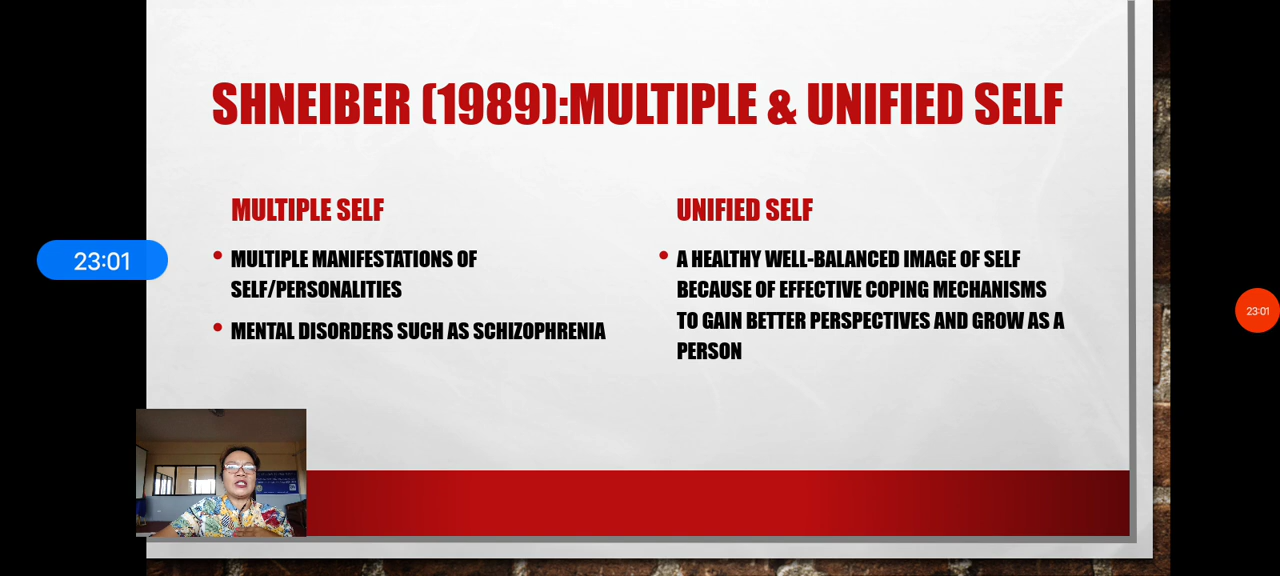 SHNEIBER (1989):MULTIPLE & UNIFIED SELF
MULTIPLE SELF
• MULTIPLE MANIFESTATIONS OF
SELF/PERSONALITIES
• MENTAL DISORDERS SUCH AS SCHIZOPHRENIA
UNIFIED SELF
• A HEALTHY WELL-BALANCED IMAGE OF SELF
BECAUSE OF EFFECTIVE COPING MECHANISMS
TO GAIN BETTER PERSPECTIVES AND GROW AS A
PERSON
23:01
23:01